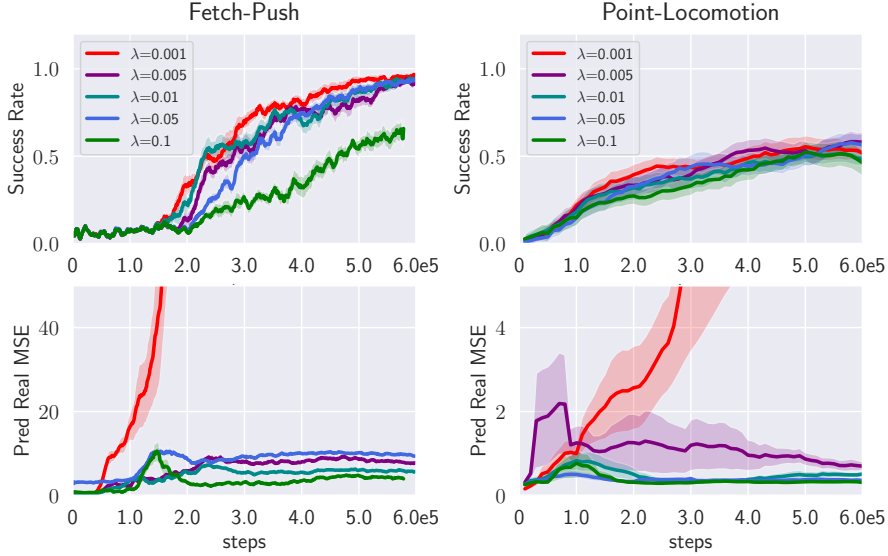 Fetch-Push
Point-Locomotion
Success Rate
1.0
0.5
0.0
λ=0.001
λ=0.005
λ=0.01
λ=0.05
λ=0.1
0 1.0 2.0 3.0 4.0 5.0 6.0e5
Success Rate
1.0
0.5
0.0
λ=0.001
λ=0.005
λ=0.01
λ=0.05
λ=0.1
0 1.0 2.0 3.0 4.0 5.0 6.0e5
Pred Real MSE
40
20
0
0 1.0 2.0 3.0 4.0 5.0 6.0e5
steps
Pred Real MSE
4
2
0
0 1.0 2.0 3.0 4.0 5.0 6.0e5
steps